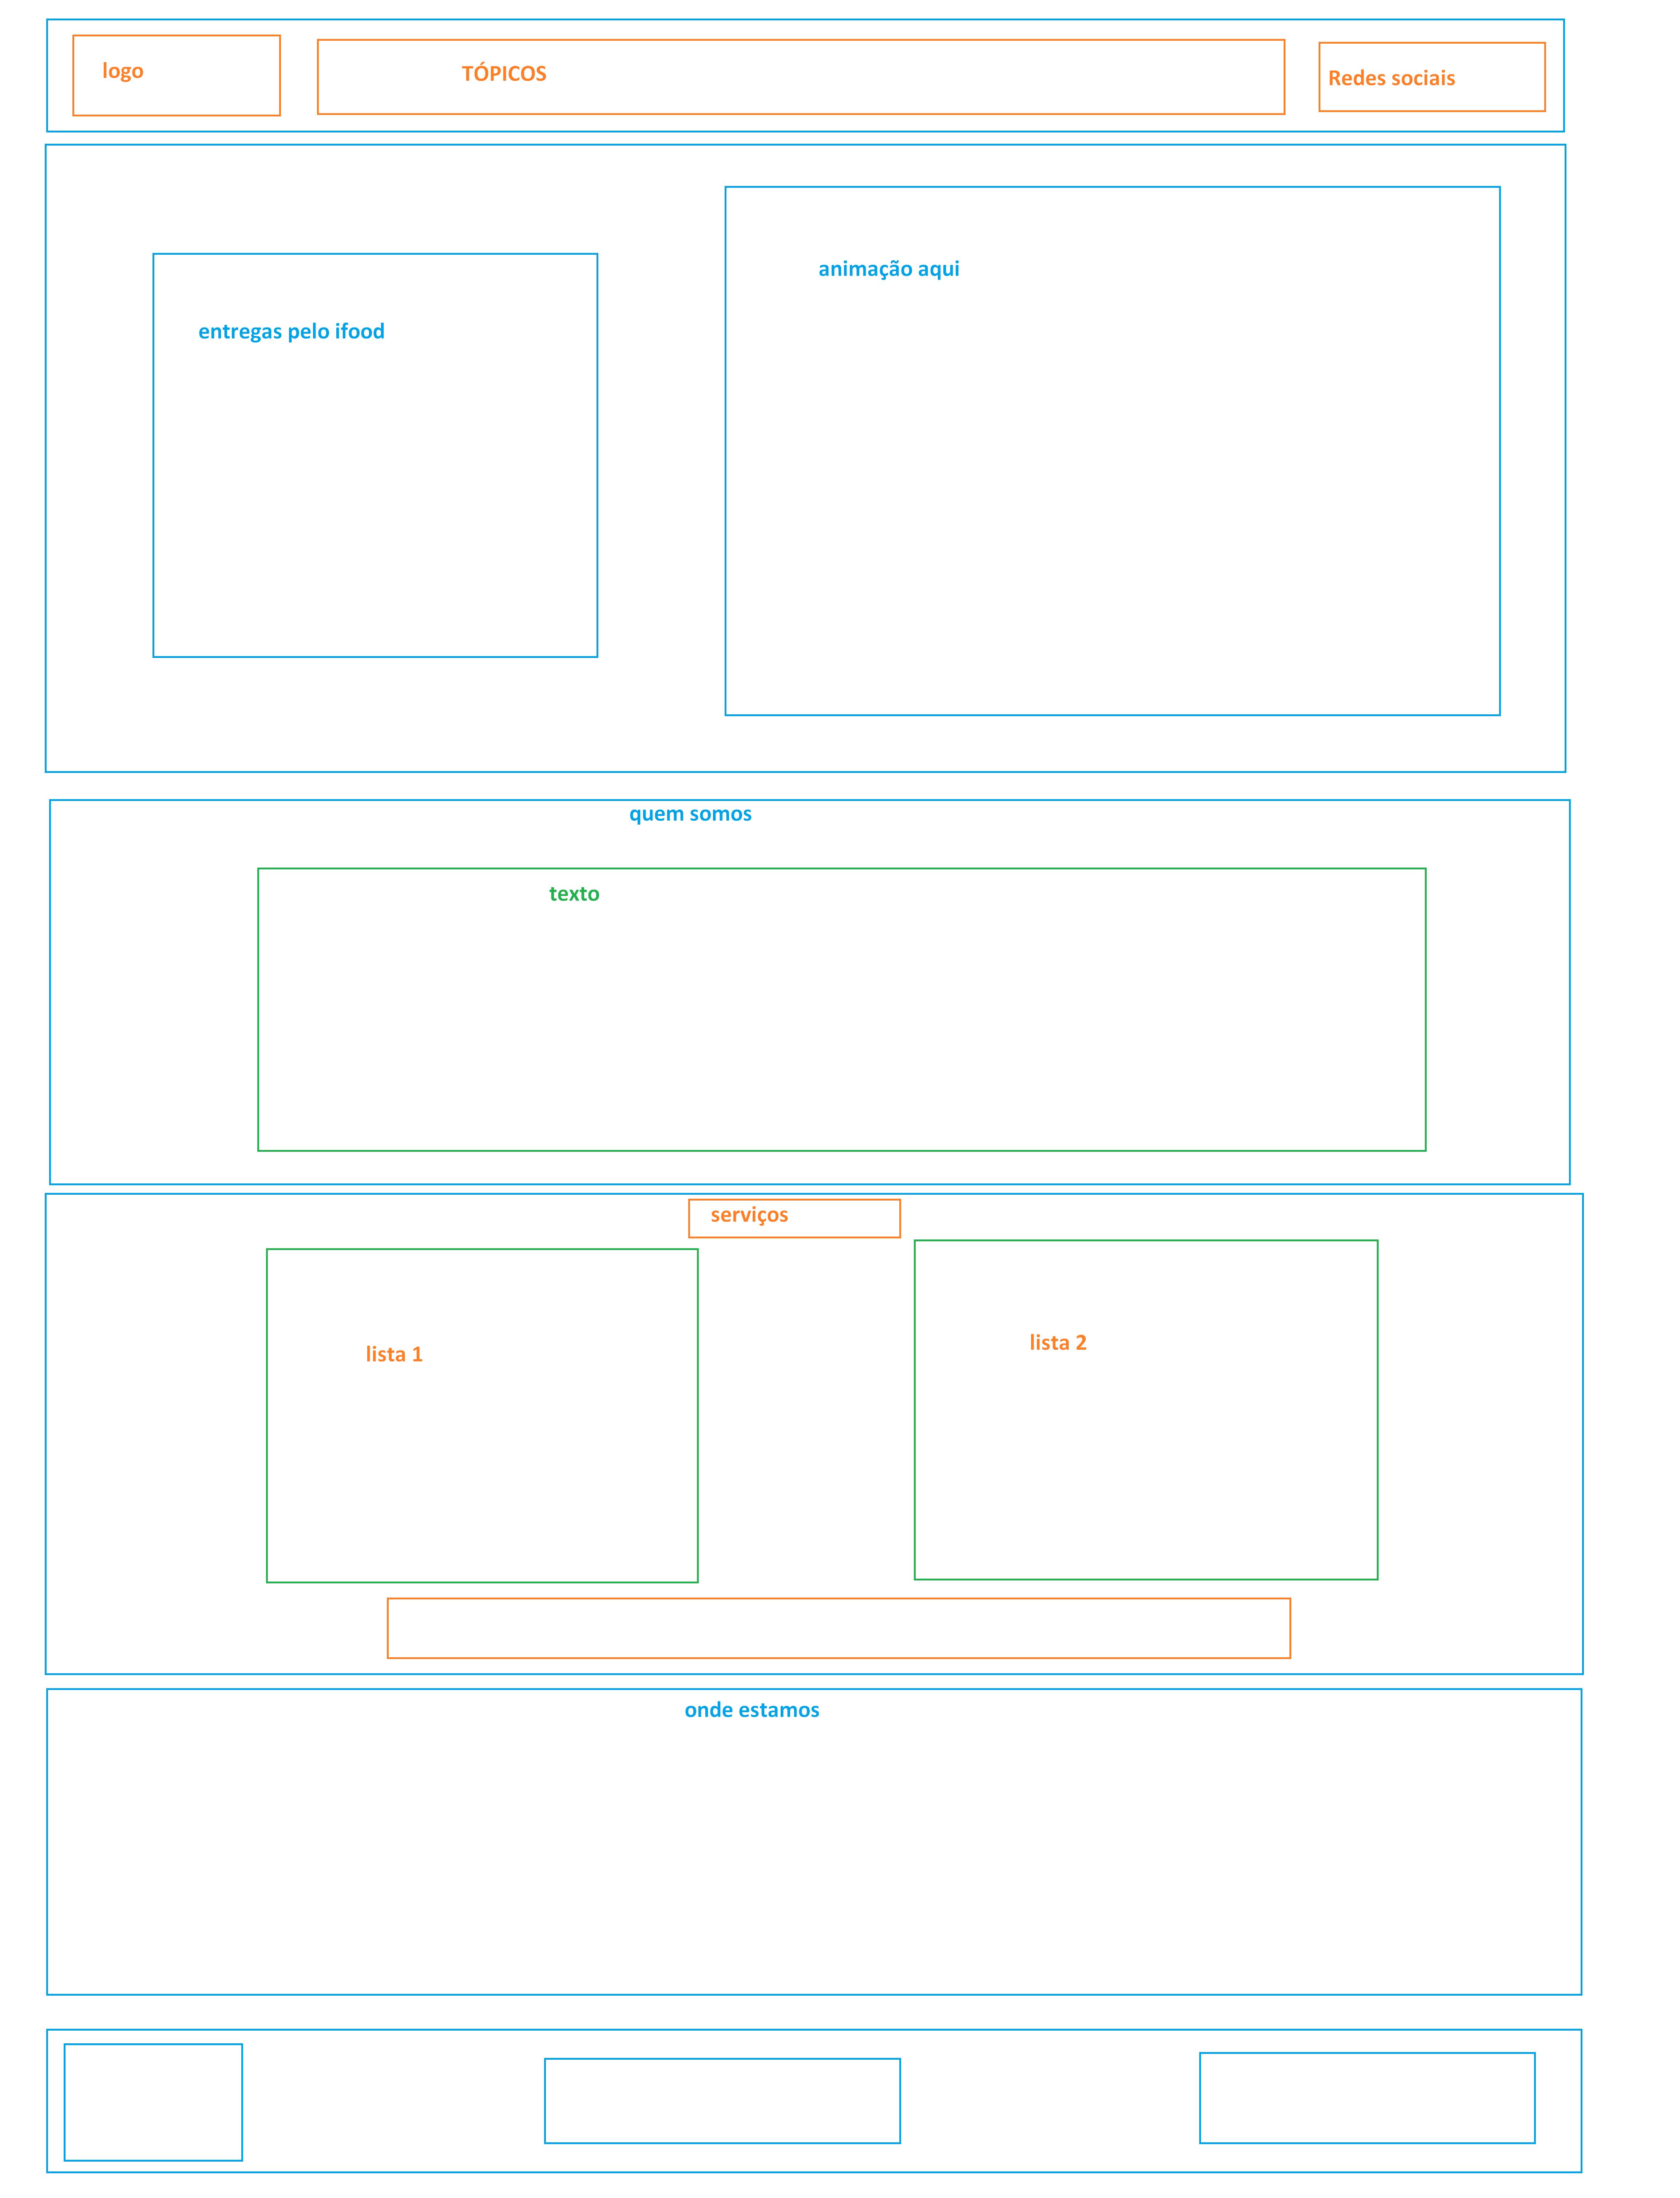 logo
TÓPICOS
Redes sociais
animação aqui
entregas pelo ifood
quem somos
texto
serviços
lista 1
lista 2
onde estamos